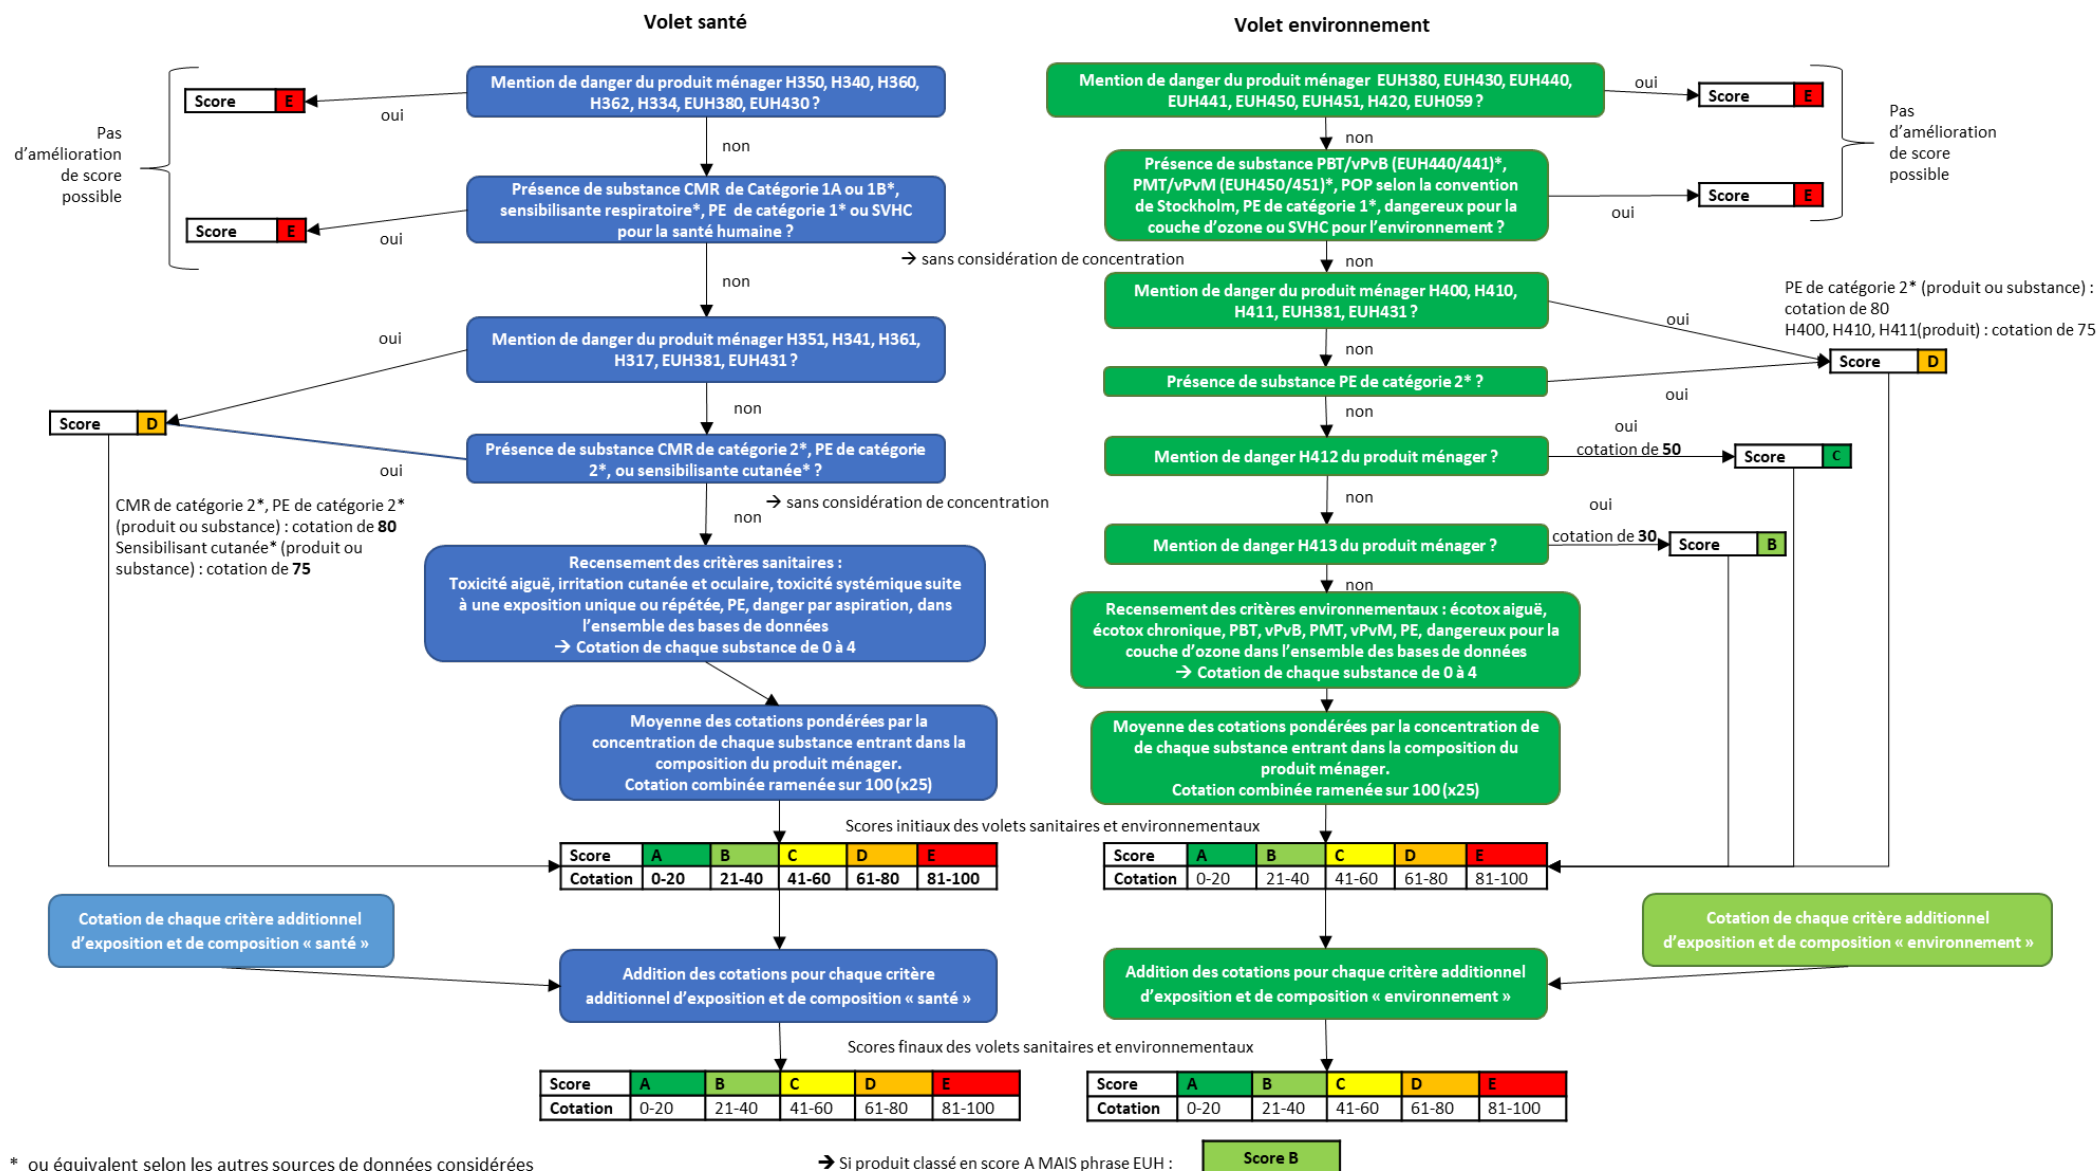 Volet santé
Mention de danger du produit ménager H350, H340, H360,
H362, H334, EUH380, EUH430 ?
Score E
oui
non
Pas
d’amélioration
de score
possible
Présence de substance CMR de Catégorie 1A ou 1B*,
sensibilisante respiratoire*, PE de catégorie 1* ou SVHC
pour la santé humaine ?
Score E
oui
→ sans considération de concentration
non
Mention de danger du produit ménager H351, H341, H361,
H317, EUH381, EUH431 ?
oui
non
Score D
Présence de substance CMR de catégorie 2*, PE de catégorie
2*, ou sensibilisante cutanée* ?
oui
→ sans considération de concentration
non
CMR de catégorie 2*, PE de catégorie 2*
(produit ou substance) : cotation de 80
Sensibilisant cutanée* (produit ou
substance) : cotation de 75
Recensement des critères sanitaires :
Toxicité aiguë, irritation cutanée et oculaire, toxicité systémique suite
à une exposition unique ou répétée, PE, danger par aspiration, dans
l’ensemble des bases de données
→ Cotation de chaque substance de 0 à 4
Moyenne des cotations pondérées par la
concentration de chaque substance entrant dans la
composition du produit ménager.
Cotation combinée ramenée sur 100 (x25)
Volet environnement
Mention de danger du produit ménager EUH380, EUH430, EUH440,
EUH441, EUH450, EUH451, H420, EUH059 ?
oui
Score E
non
Pas
d’amélioration
de score
possible
Présence de substance PBT/vPvB (EUH440/441)*,
PMT/vPvM (EUH450/451)*, POP selon la convention
de Stockholm, PE de catégorie 1*, dangereux pour la
couche d’ozone ou SVHC pour l’environnement ?
Score E
oui
non
Mention de danger du produit ménager H400, H410,
H411, EUH381, EUH431 ?
oui
PE de catégorie 2* (produit ou substance) :
cotation de 80
H400, H410, H411(produit) : cotation de 75
Score D
non
Présence de substance PE de catégorie 2* ?
oui
non
Mention de danger H412 du produit ménager ?
oui
cotation de 50
Score C
non
Mention de danger H413 du produit ménager ?
oui
cotation de 30
Score B
non
Recensement des critères environnementaux : écotox aiguë,
écotox chronique, PBT, vPvB, PMT, vPvM, PE, dangereux pour la
couche d’ozone dans l’ensemble des bases de données
→ Cotation de chaque substance de 0 à 4
Moyenne des cotations pondérées par la concentration de
de chaque substance entrant dans la composition du
produit ménager.
Cotation combinée ramenée sur 100 (x25)
Scores initiaux des volets sanitaires et environnementaux
Score A B C D E
Cotation 0-20 21-40 41-60 61-80 81-100
Score A B C D E
Cotation 0-20 21-40 41-60 61-80 81-100
Cotation de chaque critère additionnel
d’exposition et de composition « santé »
Addition des cotations pour chaque critère
additionnel d’exposition et de composition « santé »
Addition des cotations pour chaque critère additionnel
d’exposition et de composition « environnement »
Cotation de chaque critère additionnel
d’exposition et de composition « environnement »
Scores finaux des volets sanitaires et environnementaux
Score A B C D E
Cotation 0-20 21-40 41-60 61-80 81-100
Score A B C D E
Cotation 0-20 21-40 41-60 61-80 81-100
* ou équivalent selon les autres sources de données considérées
→ Si produit classé en score A MAIS phrase EUH :
Score B